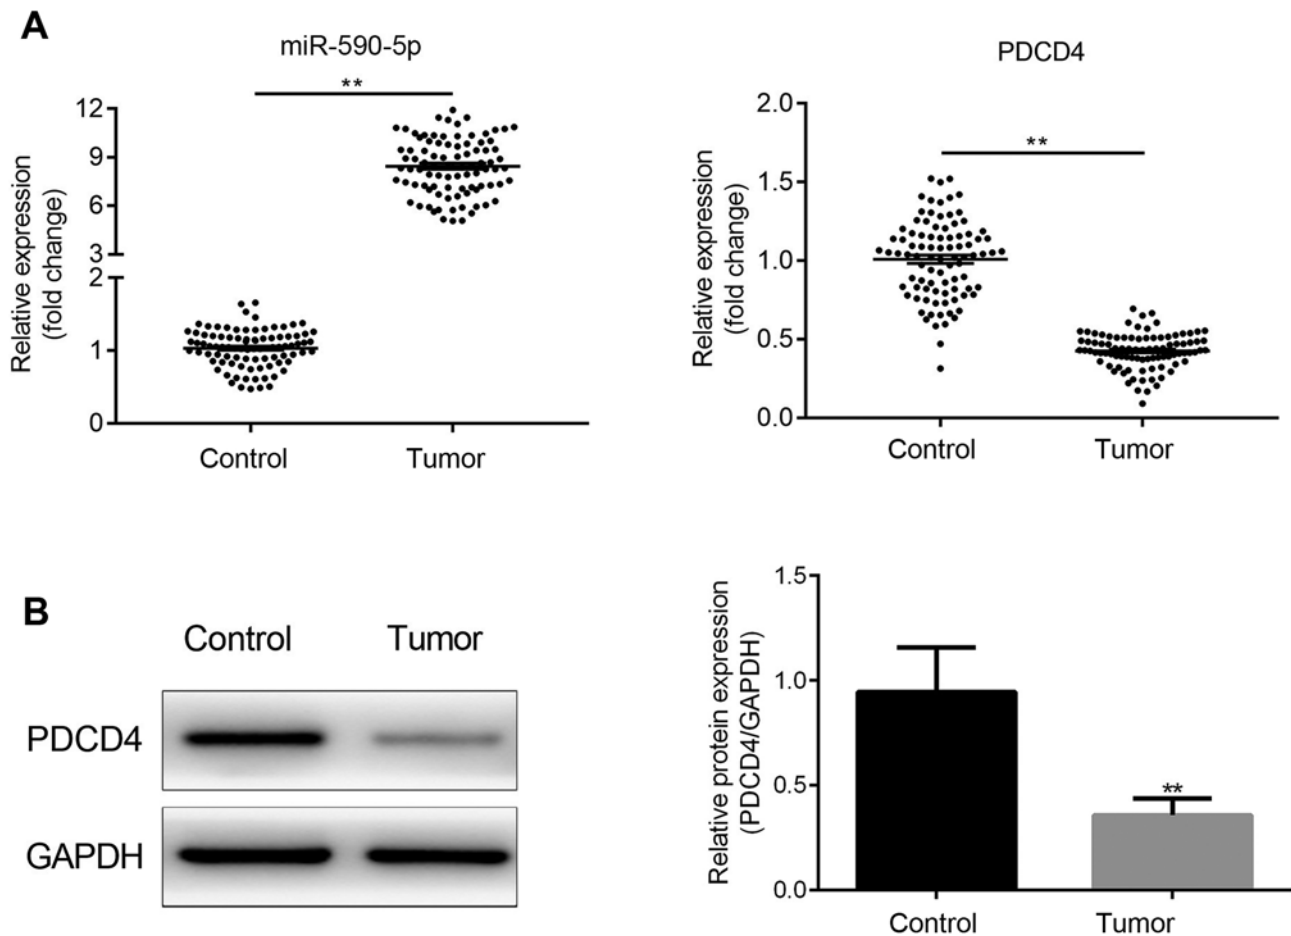 A
miR-590-5p
**
Relative expression
(fold change)
12
9
6
3
2
1
0
Control Tumor
PDCD4
**
Relative expression
(fold change)
2.0
1.5
1.0
0.5
0.0
Control Tumor
B
Control Tumor
PDCD4
GAPDH
Relative protein expression
(PDCD4/GAPDH)
1.5
1.0
0.5
0.0
**
Control Tumor